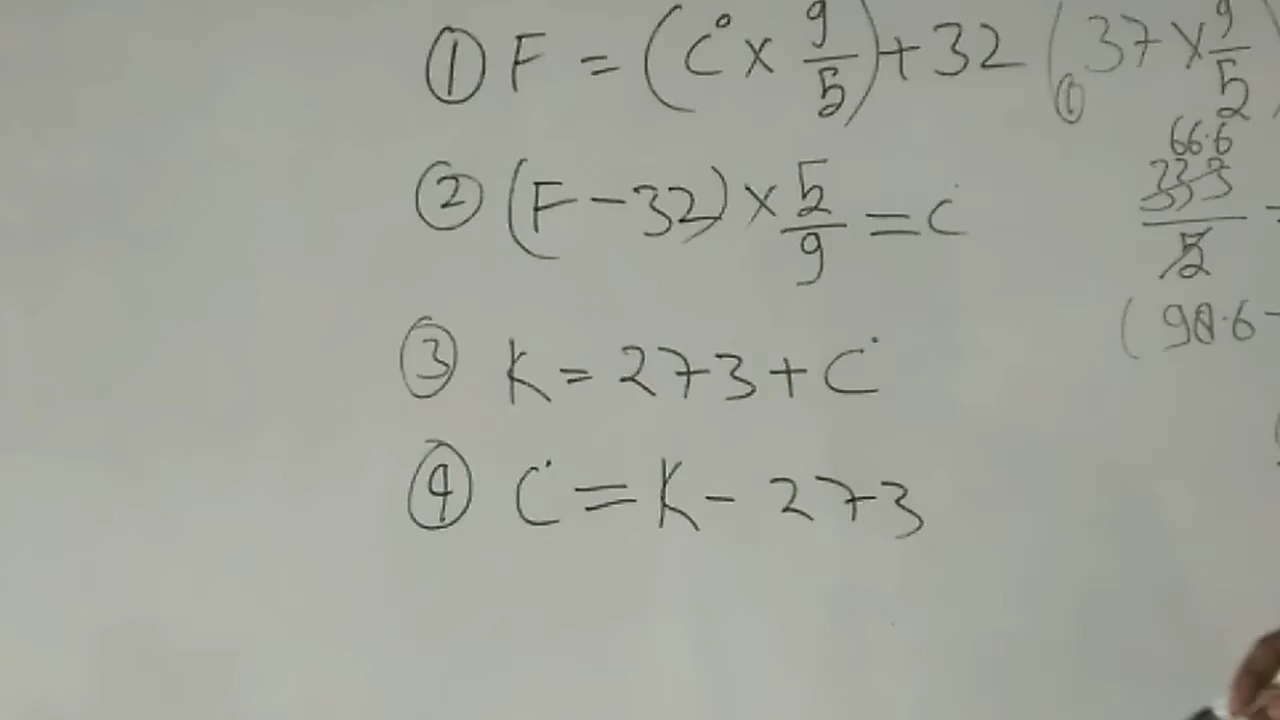 ① F = (C° × 9/5) + 32 (37 × 9/5
①
66.6
333
5
② (F - 32) × 5/9 = C
(98.6 -
③ K = 273 + C
④ C = K - 273